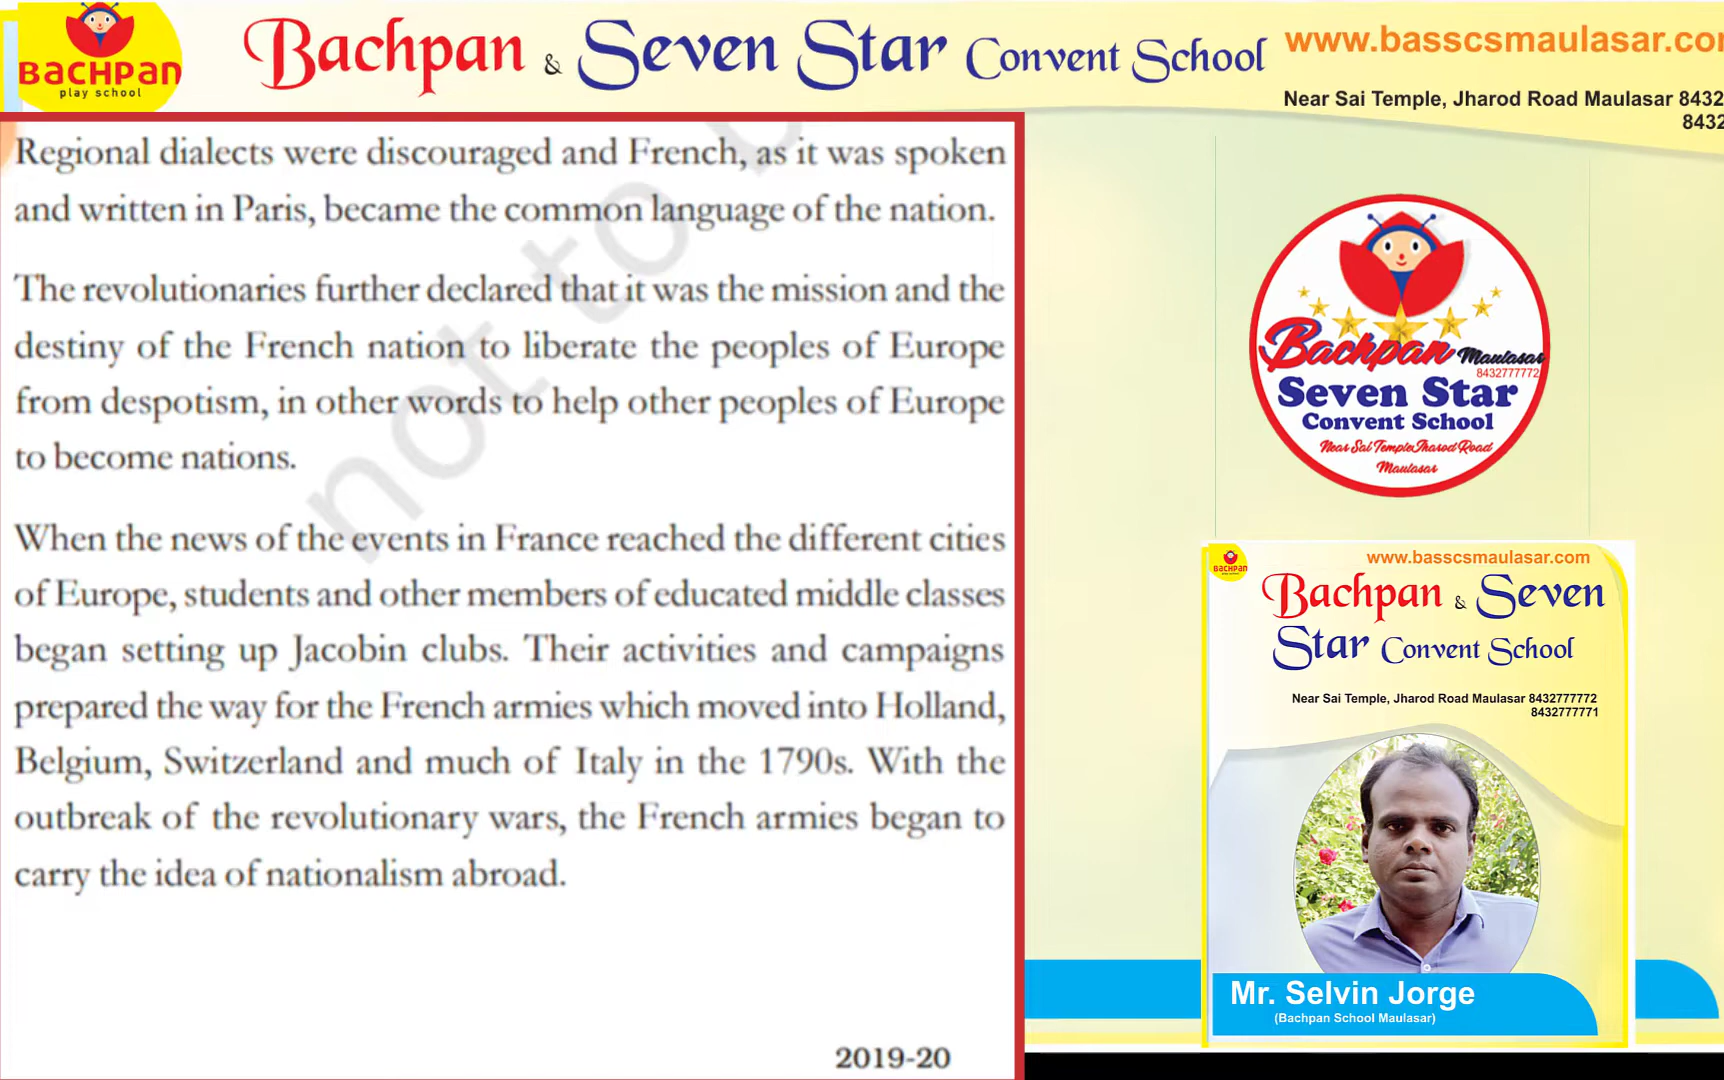 BACHPAN
play school
Bachpan & Seven Star Convent School
www.basscsmaulasar.co
Near Sai Temple, Jharod Road Maulasar 8432
8432
Regional dialects were discouraged and French, as it was spoken
and written in Paris, became the common language of the nation.
The revolutionaries further declared that it was the mission and the
destiny of the French nation to liberate the peoples of Europe
from despotism, in other words to help other peoples of Europe
to become nations.
When the news of the events in France reached the different cities
of Europe, students and other members of educated middle classes
began setting up Jacobin clubs. Their activities and campaigns
prepared the way for the French armies which moved into Holland,
Belgium, Switzerland and much of Italy in the 1790s. With the
outbreak of the revolutionary wars, the French armies began to
carry the idea of nationalism abroad.
not to b
2019-20
Bachpan Maulasar
8432777772
Seven Star
Convent School
Near Sai Temple Jharod Road
Maulasar
BACHPAN
play school
www.basscsmaulasar.com
Bachpan & Seven
Star Convent School
Near Sai Temple, Jharod Road Maulasar 8432777772
8432777771
Mr. Selvin Jorge
(Bachpan School Maulasar)